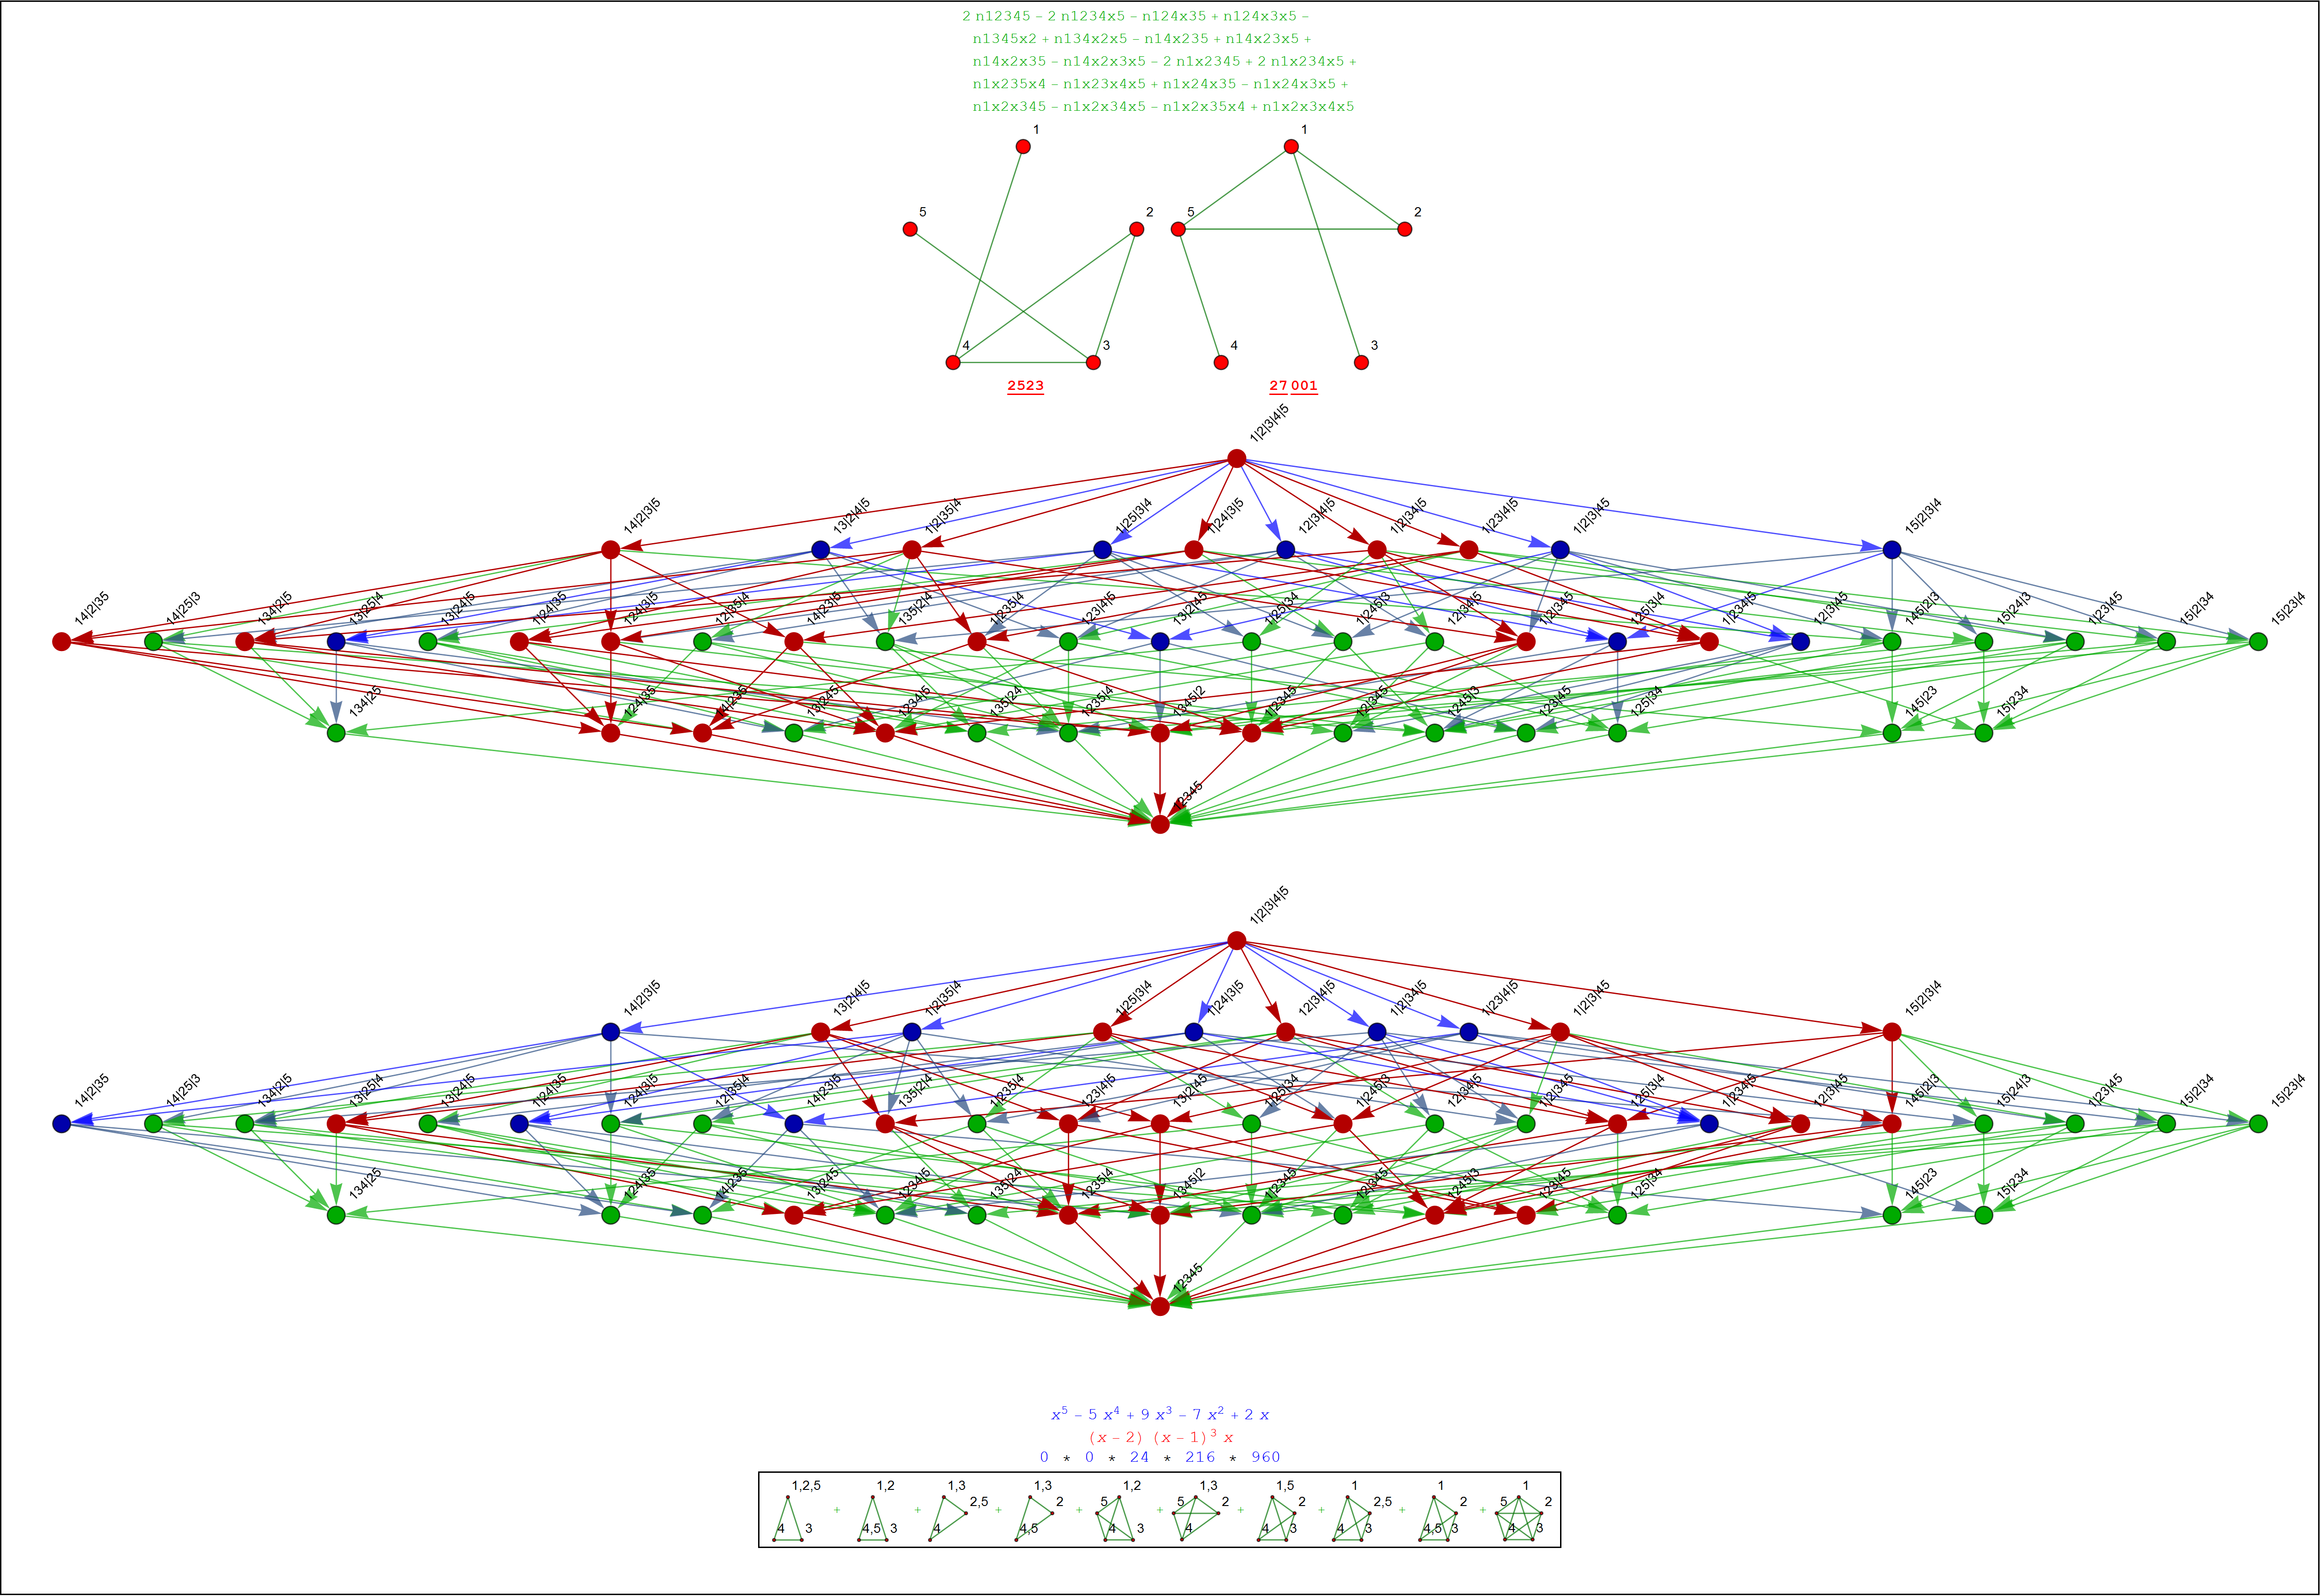 2 n12345 − 2 n1234x5 − n124x35 + n124x3x5 −
n1345x2 + n134x2x5 − n14x235 + n14x23x5 +
n14x2x35 − n14x2x3x5 − 2 n1x2345 + 2 n1x234x5 +
n1x235x4 − n1x23x4x5 + n1x24x35 − n1x24x3x5 +
n1x2x345 − n1x2x34x5 − n1x2x35x4 + n1x2x3x4x5
1 1
5 2 5 2
4 3 4 3
2523 27 001
1|2|3|4|5
14|2|3|5 13|2|4|5 1|2|35|4 1|25|3|4 1|24|3|5 12|3|4|5 1|2|34|5 1|23|4|5 1|2|3|45 15|2|3|4
14|2|35 14|25|3 134|2|5 13|25|4 13|24|5 1|24|35 124|3|5 12|35|4 14|23|5 135|2|4 1|235|4 123|4|5 13|2|45 1|25|34 1|245|3 12|34|5 1|2|345 125|3|4 1|234|5 12|3|45 145|2|3 15|24|3 1|23|45 15|2|34 15|23|4
134|25 124|35 14|235 13|245 1234|5 135|24 1235|4 1345|2 1|2345 12|345 1245|3 123|45 125|34 145|23 15|234
12345
1|2|3|4|5
14|2|3|5 13|2|4|5 1|2|35|4 1|25|3|4 1|24|3|5 12|3|4|5 1|2|34|5 1|23|4|5 1|2|3|45 15|2|3|4
14|2|35 14|25|3 134|2|5 13|25|4 13|24|5 1|24|35 124|3|5 12|35|4 14|23|5 135|2|4 1|235|4 123|4|5 13|2|45 1|25|34 1|245|3 12|34|5 1|2|345 125|3|4 1|234|5 12|3|45 145|2|3 15|24|3 1|23|45 15|2|34 15|23|4
134|25 124|35 14|235 13|245 1234|5 135|24 1235|4 1345|2 1|2345 12|345 1245|3 123|45 125|34 145|23 15|234
12345
x⁵ − 5 x⁴ + 9 x³ − 7 x² + 2 x
(x − 2) (x − 1)³ x
0 * 0 * 24 * 216 * 960
1,2,5 1,2 1,3 1,3 1,2 1,3 1,5 1 1 1
2,5 2 5 5 2 2 2,5 2 5 2
+ + + + + + + + +
4 3 4,5 3 4 4,5 4 3 4 4 3 4 3 4,5 3 4 3